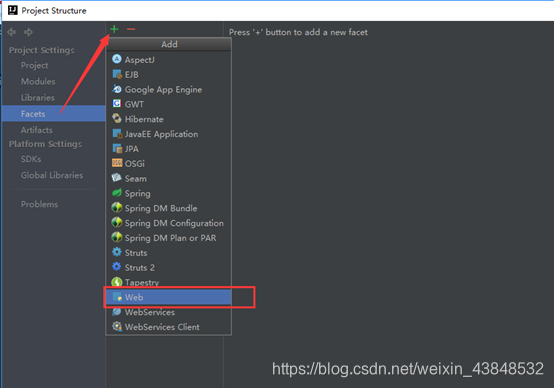 Project Structure
Press '+' button to add a new facet
Project Settings
Project
Modules
Libraries
Facets
Artifacts
Platform Settings
SDKs
Global Libraries
Problems
Add
AspectJ
EJB
Google App Engine
GWT
Hibernate
JavaEE Application
JPA
OSGi
Seam
Spring
Spring DM Bundle
Spring DM Configuration
Spring DM Plan or PAR
Struts
Struts 2
Tapestry
Web
WebServices
WebServices Client
https://blog.csdn.net/weixin_43848532